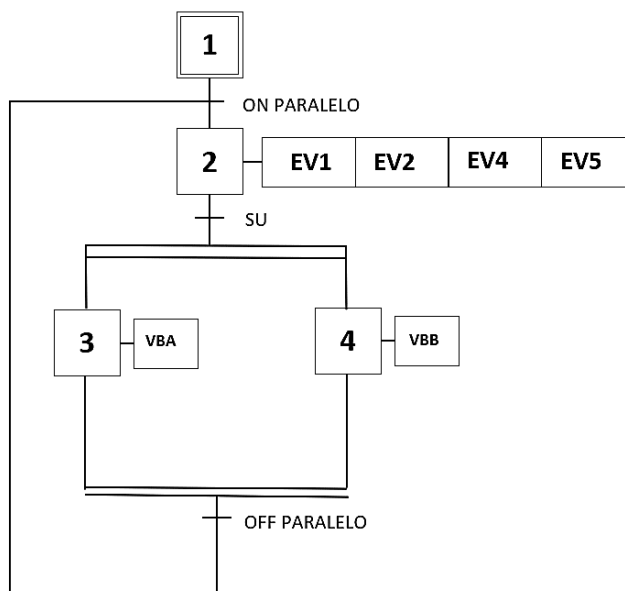 1
ON PARALELO
2 EV1 EV2 EV4 EV5
SU
3 VBA 4 VBB
OFF PARALELO